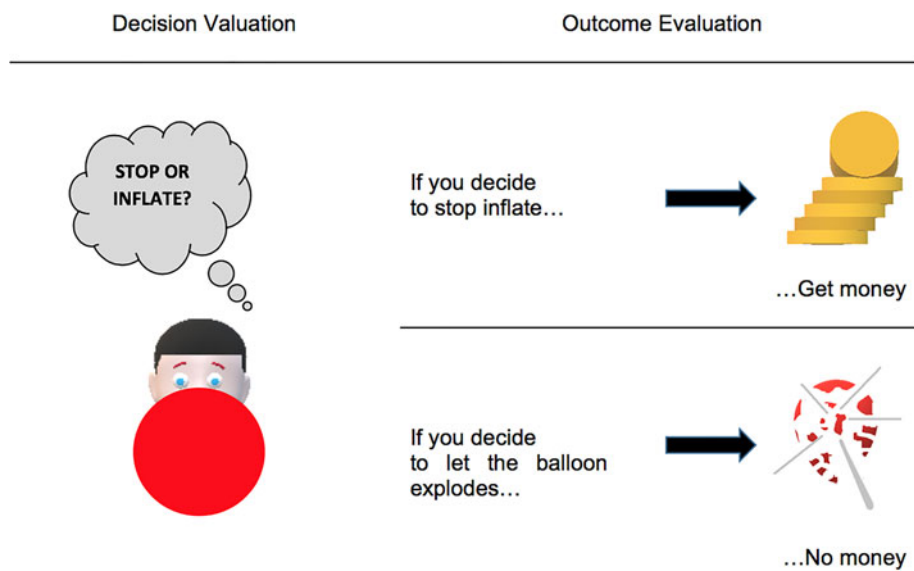 Decision Valuation
Outcome Evaluation
STOP OR
INFLATE?
If you decide
to stop inflate…
…Get money
If you decide
to let the balloon
explodes…
…No money